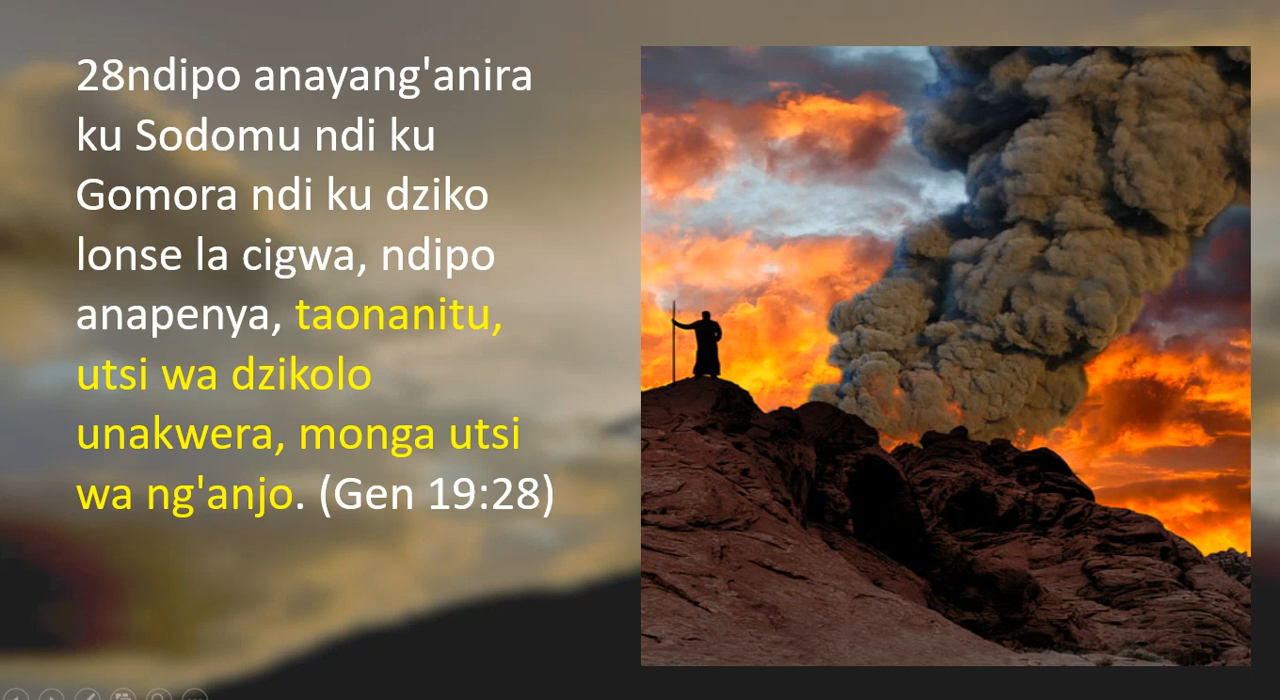 28ndipo anayang'anira
ku Sodomu ndi ku
Gomora ndi ku dziko
lonse la cigwa, ndipo
anapenya, taonanitu,
utsi wa dzikolo
unakwera, monga utsi
wa ng'anjo. (Gen 19:28)